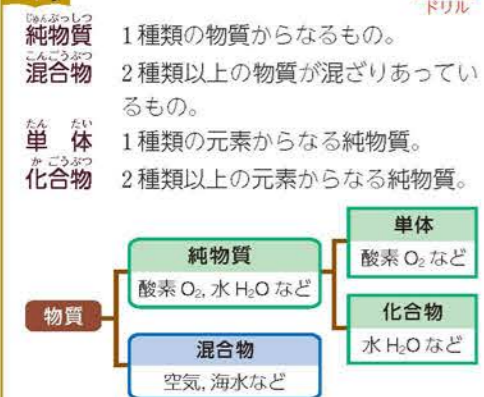 ドリル
じゅんぶっしつ
純物質 1種類の物質からなるもの。
こんごうぶつ
混合物 2種類以上の物質が混ざりあってい
るもの。
たん たい
単 体 1種類の元素からなる純物質。
か ごうぶつ
化合物 2種類以上の元素からなる純物質。
単体
純物質
酸素 O₂ など
酸素 O₂, 水 H₂O など
物質
化合物
混合物
水 H₂O など
空気, 海水など